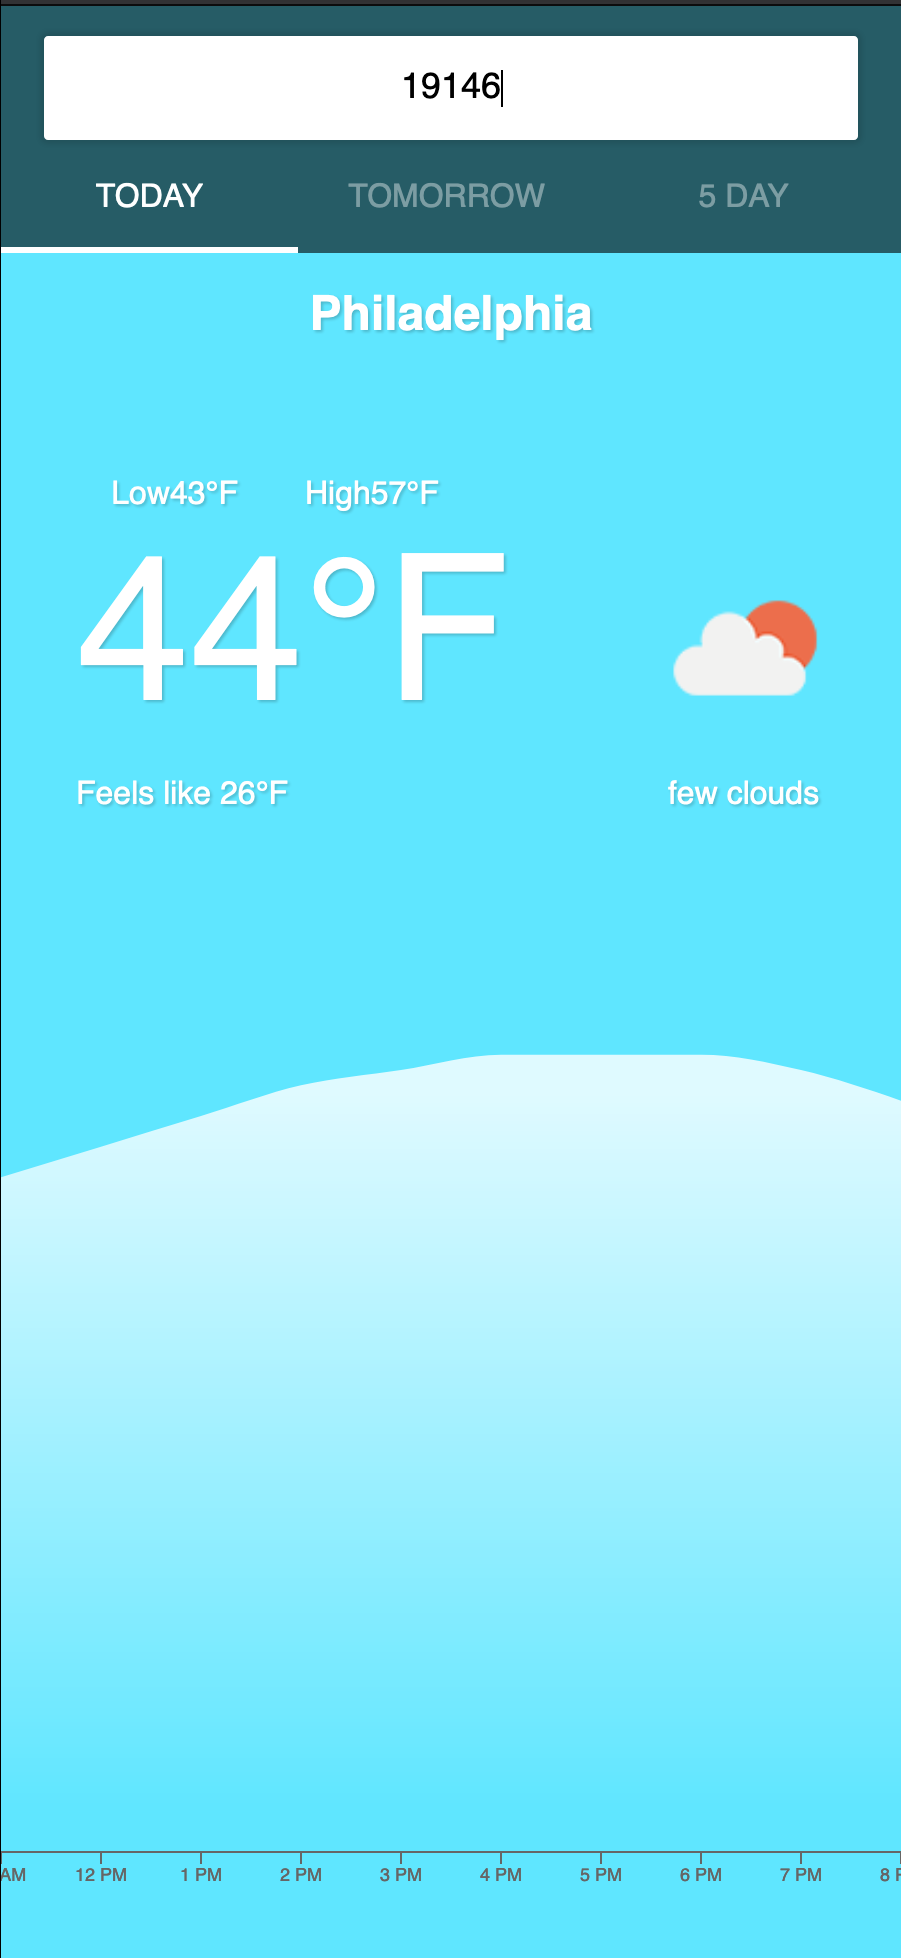 19146
TODAY TOMORROW 5 DAY
Philadelphia
Low43°F High57°F
44°F
Feels like 26°F few clouds
AM 12 PM 1 PM 2 PM 3 PM 4 PM 5 PM 6 PM 7 PM 8